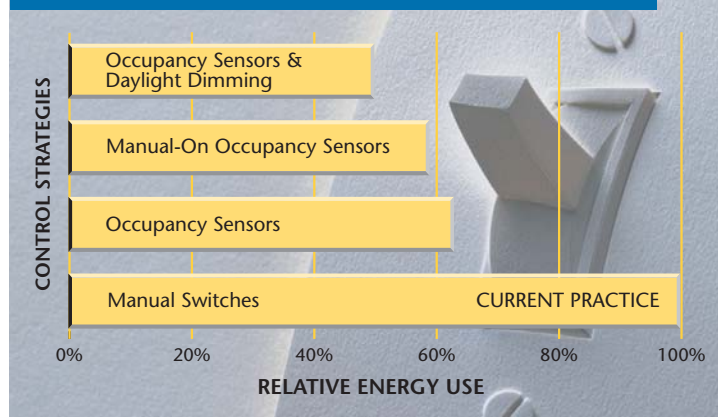 CONTROL STRATEGIES
Occupancy Sensors &
Daylight Dimming
Manual-On Occupancy Sensors
Occupancy Sensors
Manual Switches CURRENT PRACTICE
0% 20% 40% 60% 80% 100%
RELATIVE ENERGY USE